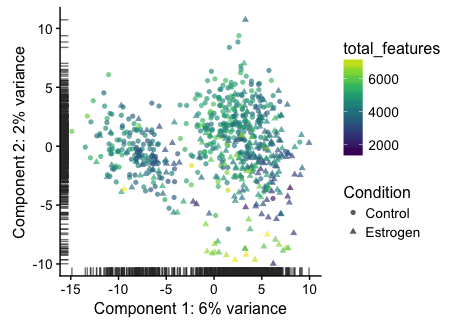 10
5
0
-5
-10
Component 2: 2% variance
-15
-10
-5
0
5
10
Component 1: 6% variance
total_features
6000
4000
2000
Condition
Control
Estrogen